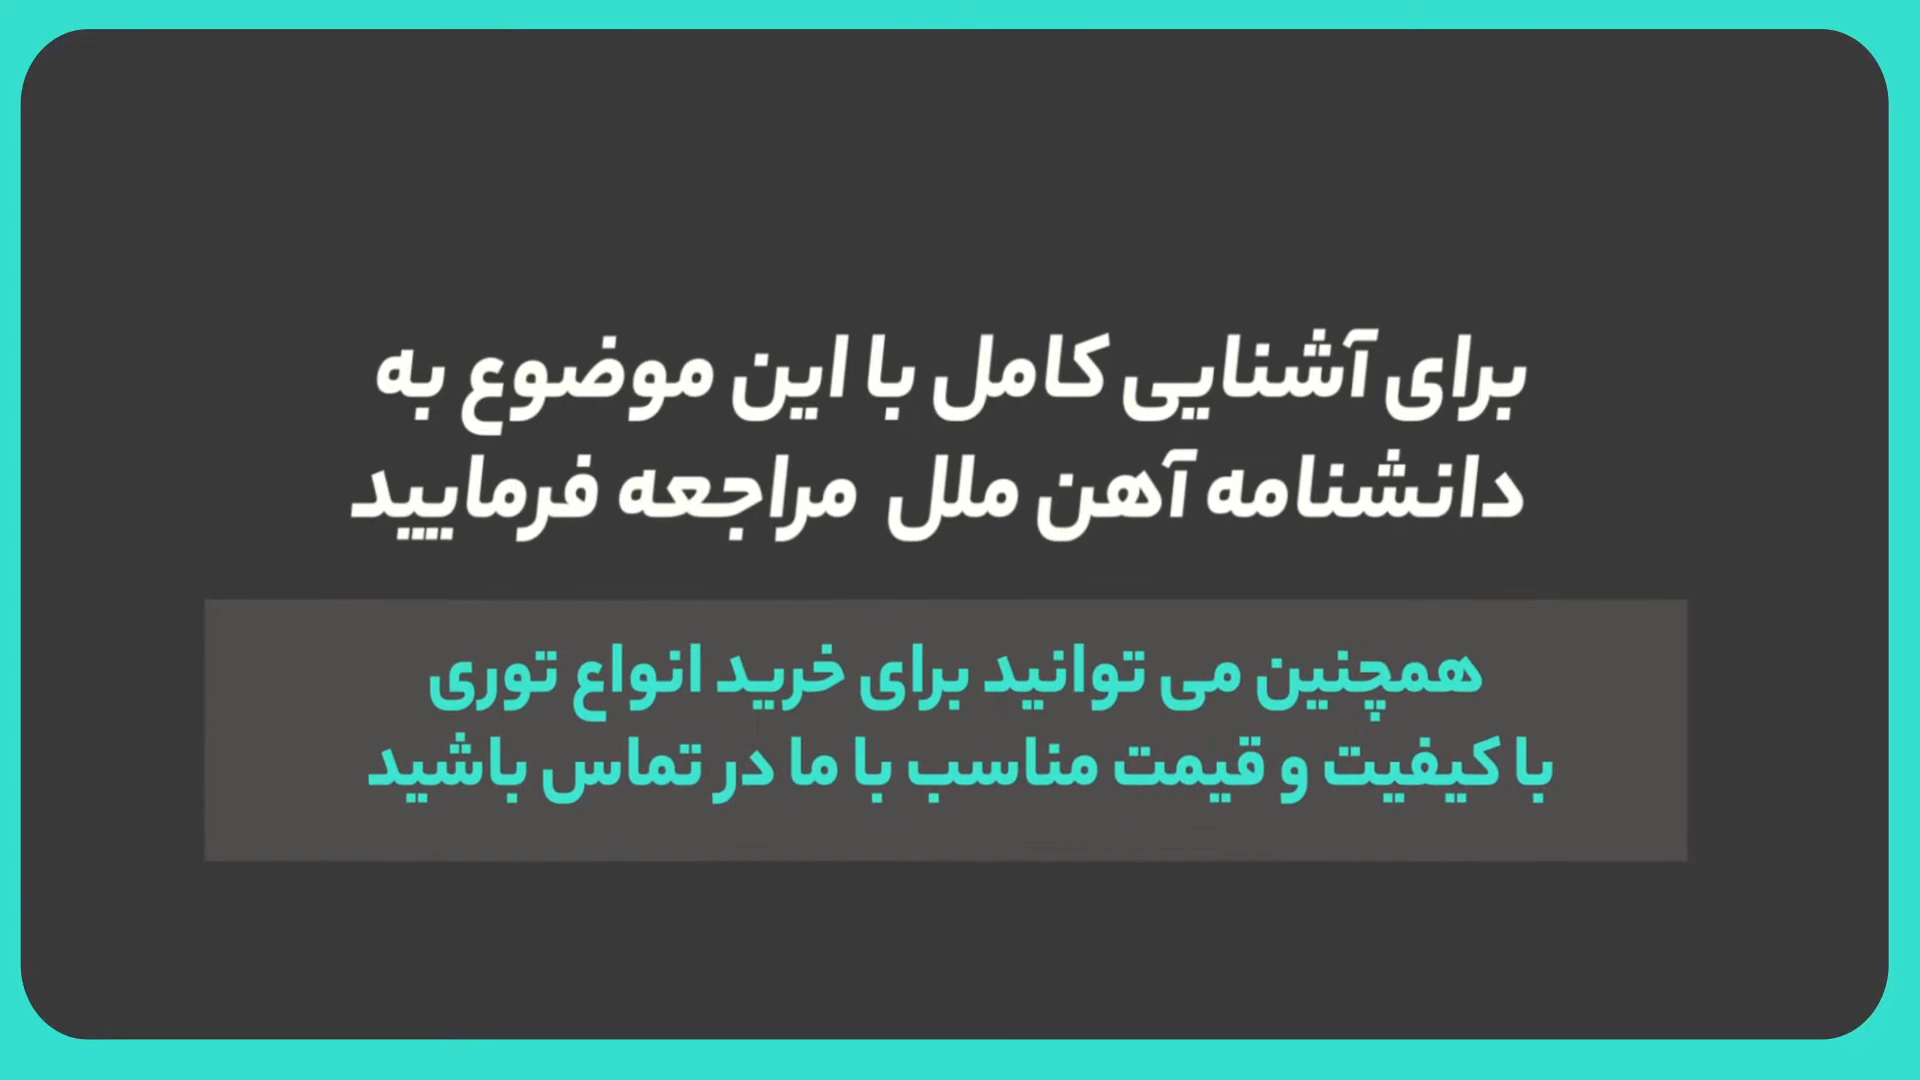 برای آشنایی کامل با این موضوع به
دانشنامه آهن ملل مراجعه فرمایید
همچنین می توانید برای خرید انواع توری
با کیفیت و قیمت مناسب با ما در تماس باشید